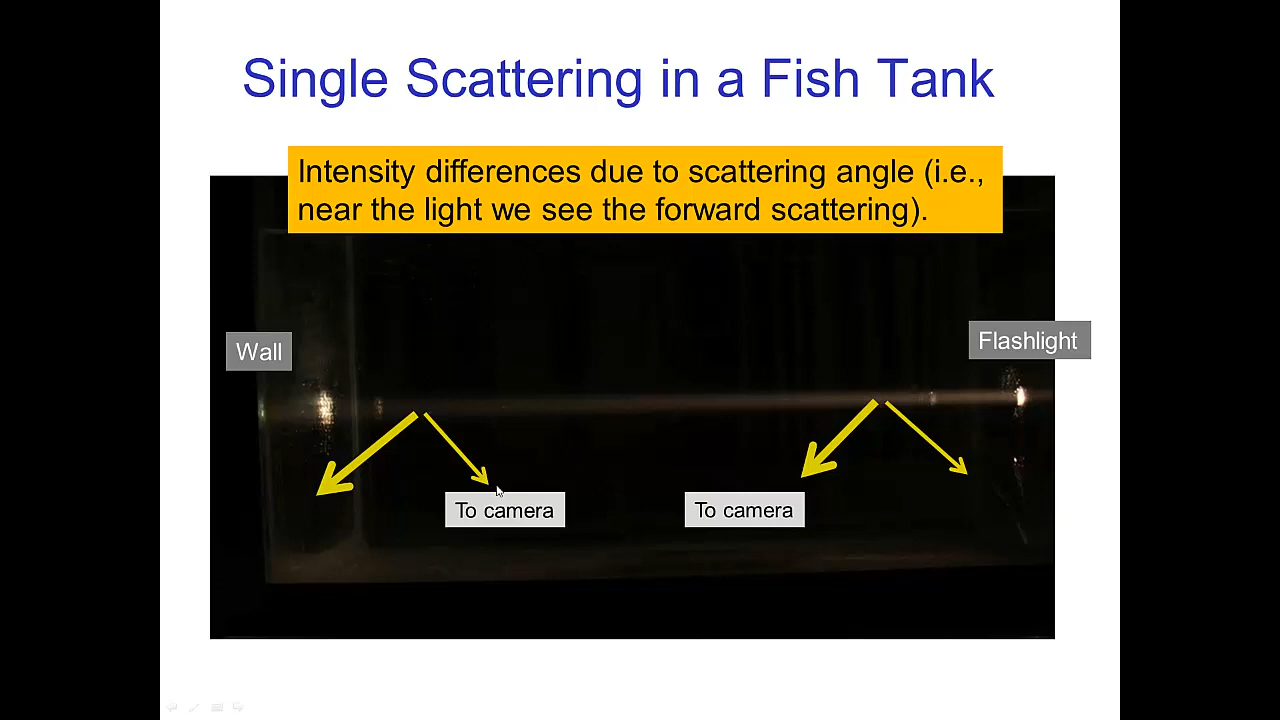 Single Scattering in a Fish Tank
Intensity differences due to scattering angle (i.e.,
near the light we see the forward scattering).
Wall
Flashlight
To camera
To camera